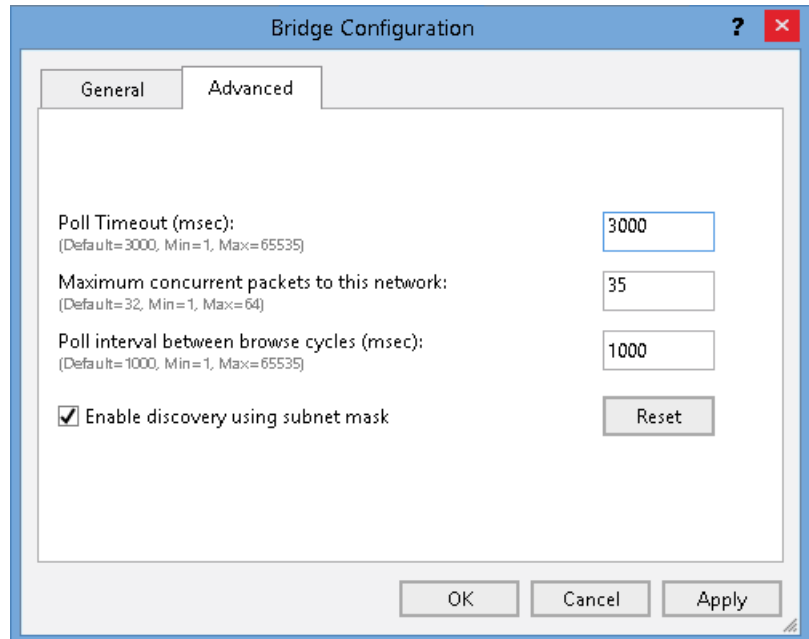 Bridge Configuration
?
General
Advanced
Poll Timeout (msec):
3000
(Default=3000, Min=1, Max=65535)
Maximum concurrent packets to this network:
35
(Default=32, Min=1, Max=64)
Poll interval between browse cycles (msec):
1000
(Default=1000, Min=1, Max=65535)
Enable discovery using subnet mask
Reset
OK
Cancel
Apply